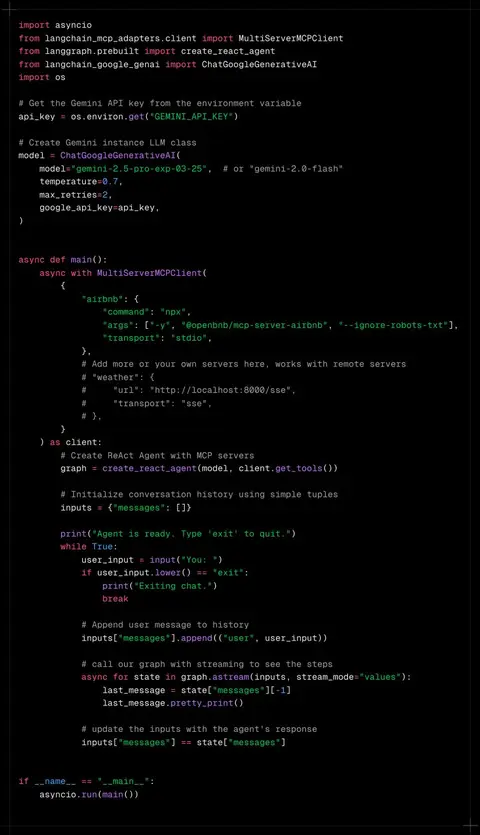 import asyncio
from langchain_mcp_adapters.client import MultiServerMCPClient
from langgraph.prebuilt import create_react_agent
from langchain_google_genai import ChatGoogleGenerativeAI
import os

# Get the Gemini API key from the environment variable
api_key = os.environ.get("GEMINI_API_KEY")

# Create Gemini instance LLM class
model = ChatGoogleGenerativeAI(
    model="gemini-2.5-pro-exp-03-25",  # or "gemini-2.0-flash"
    temperature=0.7,
    max_retries=2,
    google_api_key=api_key,
)


async def main():
    async with MultiServerMCPClient(
        {
            "airbnb": {
                "command": "npx",
                "args": ["-y", "@openbnb/mcp-server-airbnb", "--ignore-robots-txt"],
                "transport": "stdio",
            },
            # Add more or your own servers here, works with remote servers
            # "weather": {
            #     "url": "http://localhost:8000/sse",
            #     "transport": "sse",
            # },
        }
    ) as client:
        # Create ReAct Agent with MCP servers
        graph = create_react_agent(model, client.get_tools())

        # Initialize conversation history using simple tuples
        inputs = {"messages": []}

        print("Agent is ready. Type 'exit' to quit.")
        while True:
            user_input = input("You: ")
            if user_input.lower() == "exit":
                print("Exiting chat.")
                break

            # Append user message to history
            inputs["messages"].append(("user", user_input))

            # call our graph with streaming to see the steps
            async for state in graph.astream(inputs, stream_mode="values"):
                last_message = state["messages"][-1]
                last_message.pretty_print()

            # update the inputs with the agent's response
            inputs["messages"] == state["messages"]


if __name__ == "__main__":
    asyncio.run(main())